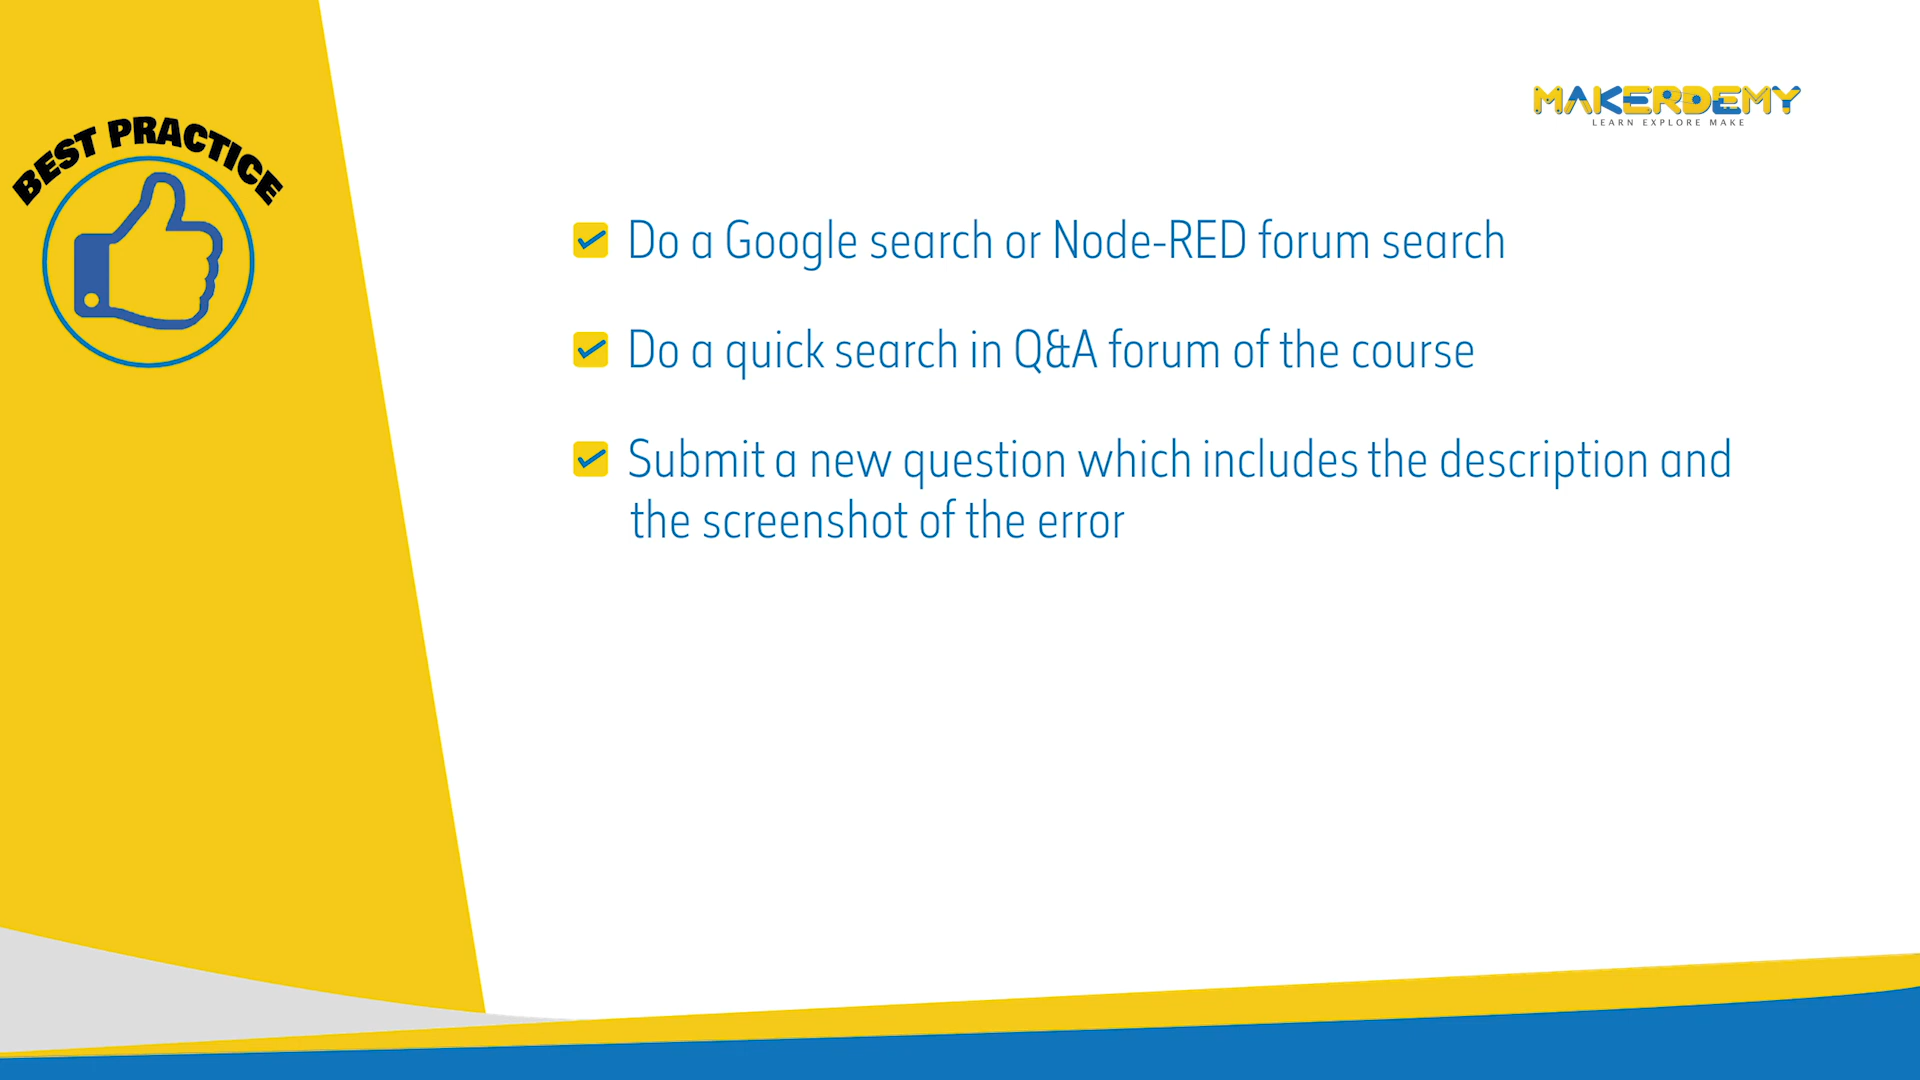 BEST PRACTICE
MAKERDEMY
LEARN EXPLORE MAKE
Do a Google search or Node-RED forum search
Do a quick search in Q&A forum of the course
Submit a new question which includes the description and
the screenshot of the error